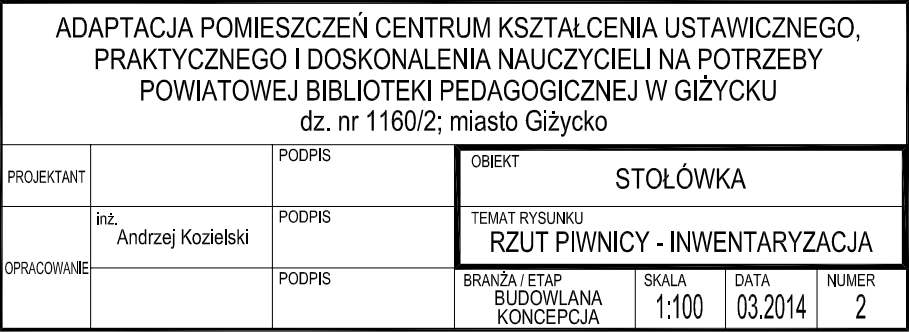 ADAPTACJA POMIESZCZEŃ CENTRUM KSZTAŁCENIA USTAWICZNEGO,
PRAKTYCZNEGO I DOSKONALENIA NAUCZYCIELI NA POTRZEBY
POWIATOWEJ BIBLIOTEKI PEDAGOGICZNEJ W GIŻYCKU
dz. nr 1160/2; miasto Giżycko
PROJEKTANT
PODPIS
OBIEKT
STOŁÓWKA
OPRACOWANIE
inż.
Andrzej Kozielski
PODPIS
TEMAT RYSUNKU
RZUT PIWNICY - INWENTARYZACJA
PODPIS
BRANŻA / ETAP
BUDOWLANA
KONCEPCJA
SKALA
1:100
DATA
03.2014
NUMER
2